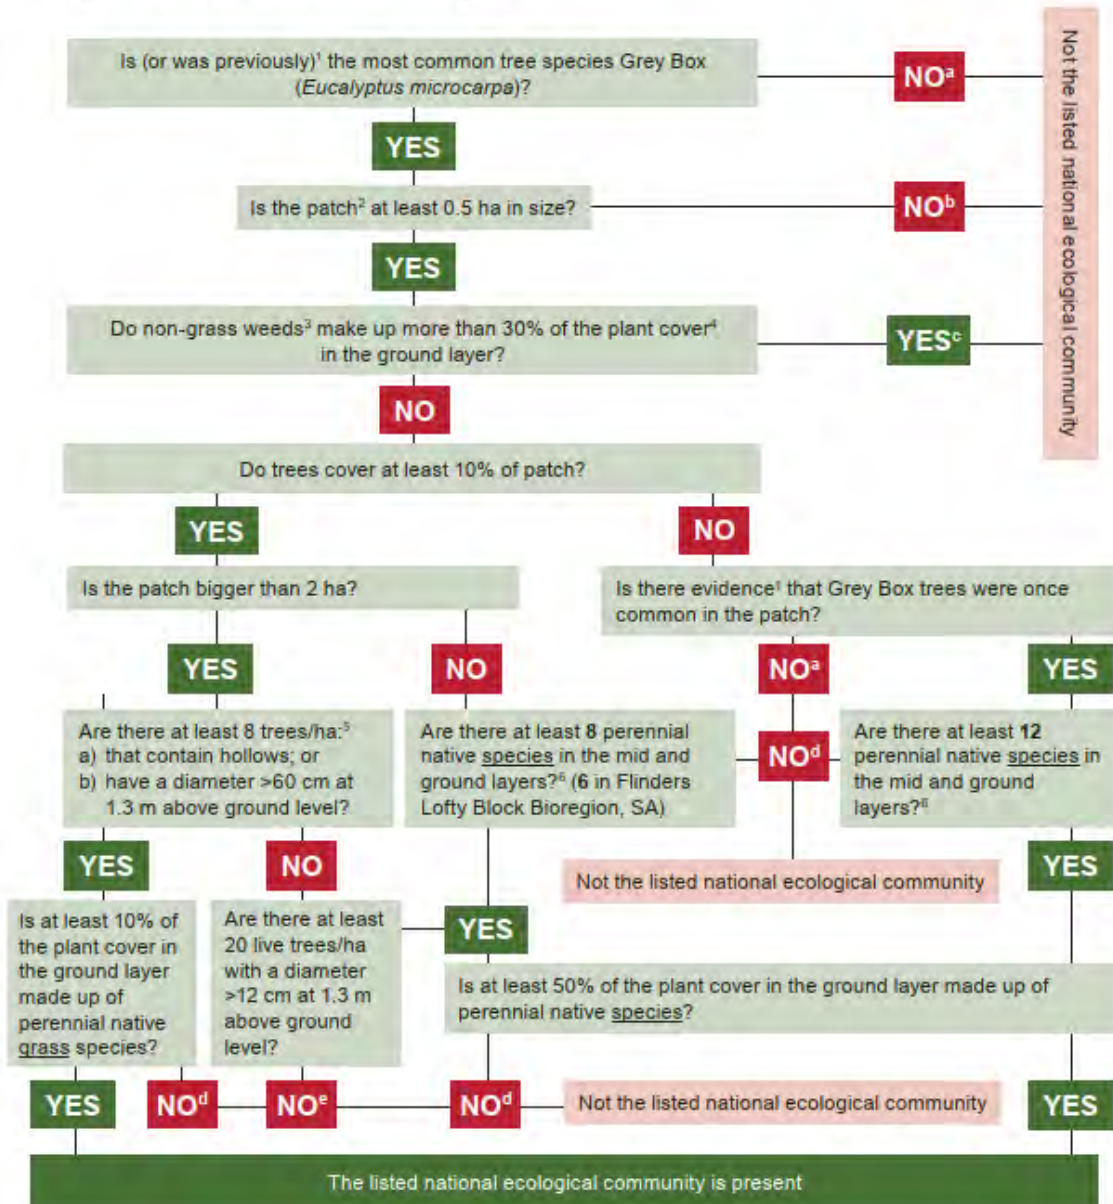 Is (or was previously)¹ the most common tree species Grey Box
(Eucalyptus microcarpa)?
NOᵃ
Not the listed national ecological community
YES
Is the patch² at least 0.5 ha in size?
NOᵇ
YES
Do non-grass weeds³ make up more than 30% of the plant cover⁴
in the ground layer?
YESᶜ
NO
Do trees cover at least 10% of patch?
YES
NO
Is the patch bigger than 2 ha?
Is there evidence¹ that Grey Box trees were once
common in the patch?
YES
NO
NOᵃ
YES
Are there at least 8 trees/ha:⁵
a) that contain hollows; or
b) have a diameter >60 cm at
1.3 m above ground level?
Are there at least 8 perennial
native species in the mid and
ground layers?⁶ (6 in Flinders
Lofty Block Bioregion, SA)
NOᵈ
Are there at least 12
perennial native species in
the mid and ground
layers?⁶
YES
NO
Not the listed national ecological community
YES
Is at least 10% of
the plant cover in
the ground layer
made up of
perennial native
grass species?
Are there at least
20 live trees/ha
with a diameter
>12 cm at 1.3 m
above ground
level?
YES
Is at least 50% of the plant cover in the ground layer made up of
perennial native species?
YES
NOᵈ
NOᵉ
NOᵈ
Not the listed national ecological community
YES
The listed national ecological community is present